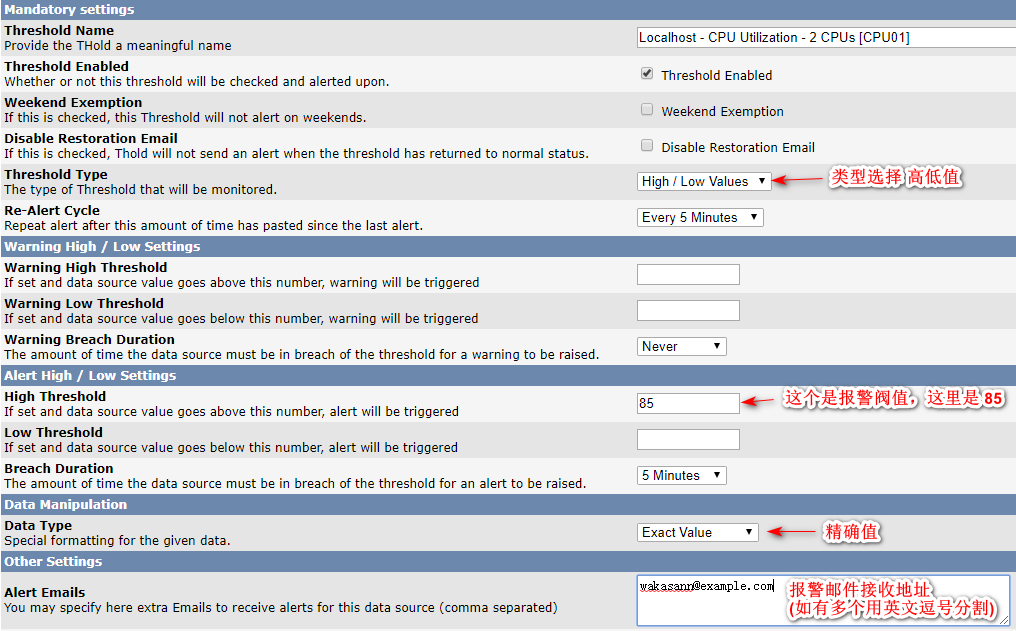 Mandatory settings
Threshold Name
Provide the THold a meaningful name
Localhost - CPU Utilization - 2 CPUs [CPU01]
Threshold Enabled
Whether or not this threshold will be checked and alerted upon.
Threshold Enabled
Weekend Exemption
If this is checked, this Threshold will not alert on weekends.
Weekend Exemption
Disable Restoration Email
If this is checked, Thold will not send an alert when the threshold has returned to normal status.
Disable Restoration Email
Threshold Type
The type of Threshold that will be monitored.
High / Low Values
类型选择 高低值
Re-Alert Cycle
Repeat alert after this amount of time has pasted since the last alert.
Every 5 Minutes
Warning High / Low Settings
Warning High Threshold
If set and data source value goes above this number, warning will be triggered
Warning Low Threshold
If set and data source value goes below this number, warning will be triggered
Warning Breach Duration
The amount of time the data source must be in breach of the threshold for a warning to be raised.
Never
Alert High / Low Settings
High Threshold
If set and data source value goes above this number, alert will be triggered
85
这个是报警阀值，这里是 85
Low Threshold
If set and data source value goes below this number, alert will be triggered
Breach Duration
The amount of time the data source must be in breach of the threshold for an alert to be raised.
5 Minutes
Data Manipulation
Data Type
Special formatting for the given data.
Exact Value
精确值
Other Settings
Alert Emails
You may specify here extra Emails to receive alerts for this data source (comma separated)
wakasann@example.com
报警邮件接收地址
(如有多个用英文逗号分割)